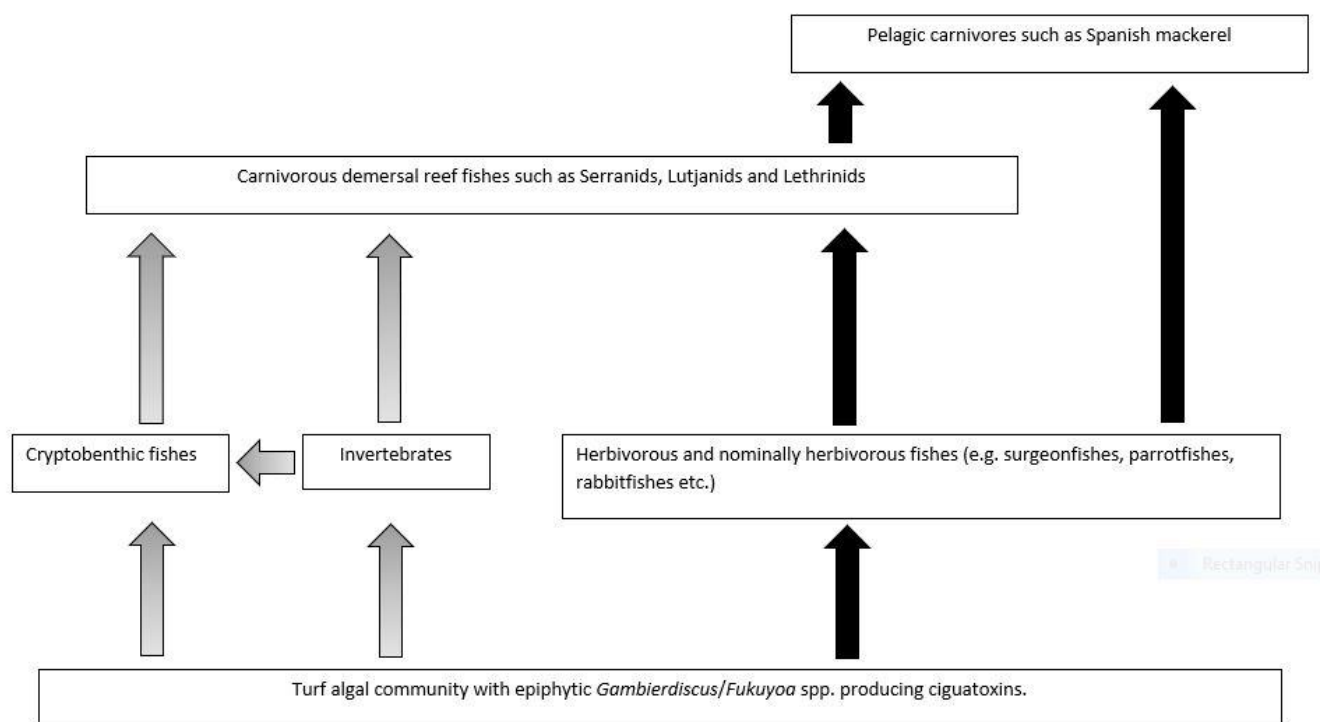 Pelagic carnivores such as Spanish mackerel
Carnivorous demersal reef fishes such as Serranids, Lutjanids and Lethrinids
Cryptobenthic fishes
Invertebrates
Herbivorous and nominally herbivorous fishes (e.g. surgeonfishes, parrotfishes,
rabbitfishes etc.)
Rectangular Sni
Turf algal community with epiphytic Gambierdiscus/Fukuyoa spp. producing ciguatoxins.